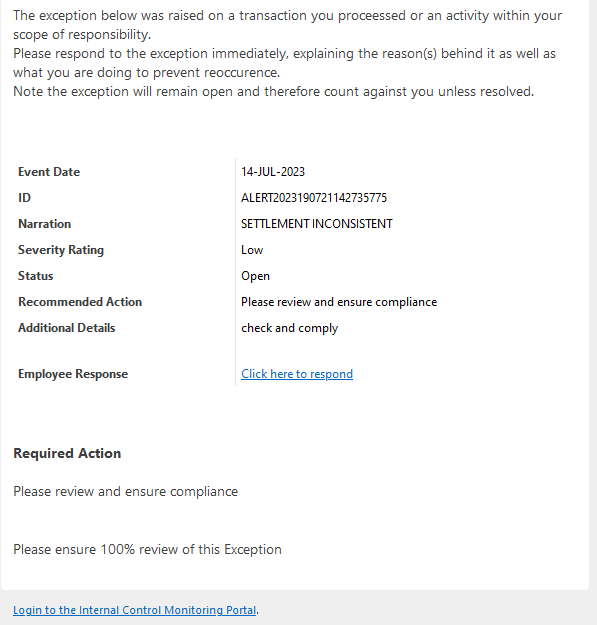 The exception below was raised on a transaction you proceessed or an activity within your
scope of responsibility.
Please respond to the exception immediately, explaining the reason(s) behind it as well as
what you are doing to prevent reoccurence.
Note the exception will remain open and therefore count against you unless resolved.
Event Date 14-JUL-2023
ID ALERT2023190721142735775
Narration SETTLEMENT INCONSISTENT
Severity Rating Low
Status Open
Recommended Action Please review and ensure compliance
Additional Details check and comply
Employee Response Click here to respond
Required Action
Please review and ensure compliance
Please ensure 100% review of this Exception
Login to the Internal Control Monitoring Portal.